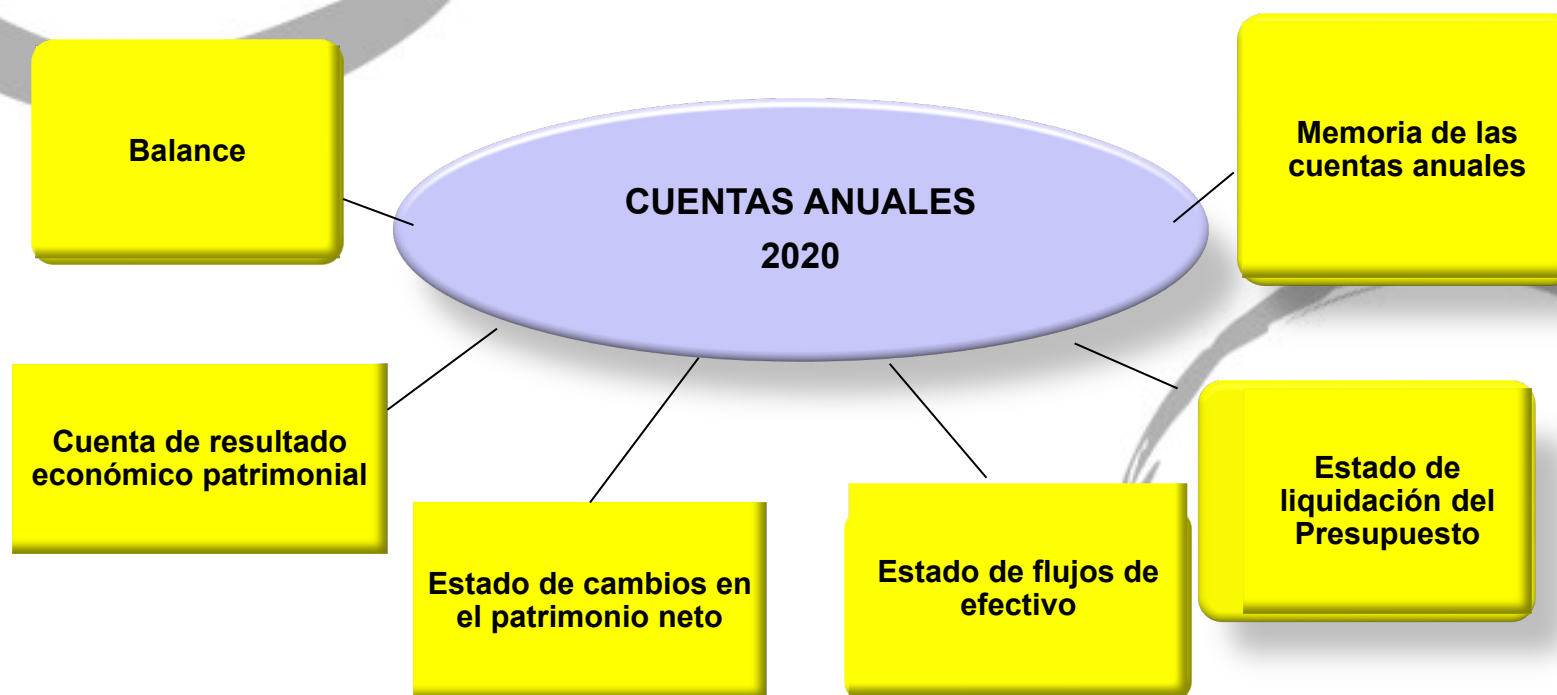 Balance
CUENTAS ANUALES
2020
Memoria de las
cuentas anuales
Cuenta de resultado
económico patrimonial
Estado de cambios en
el patrimonio neto
Estado de flujos de
efectivo
Estado de
liquidación del
Presupuesto